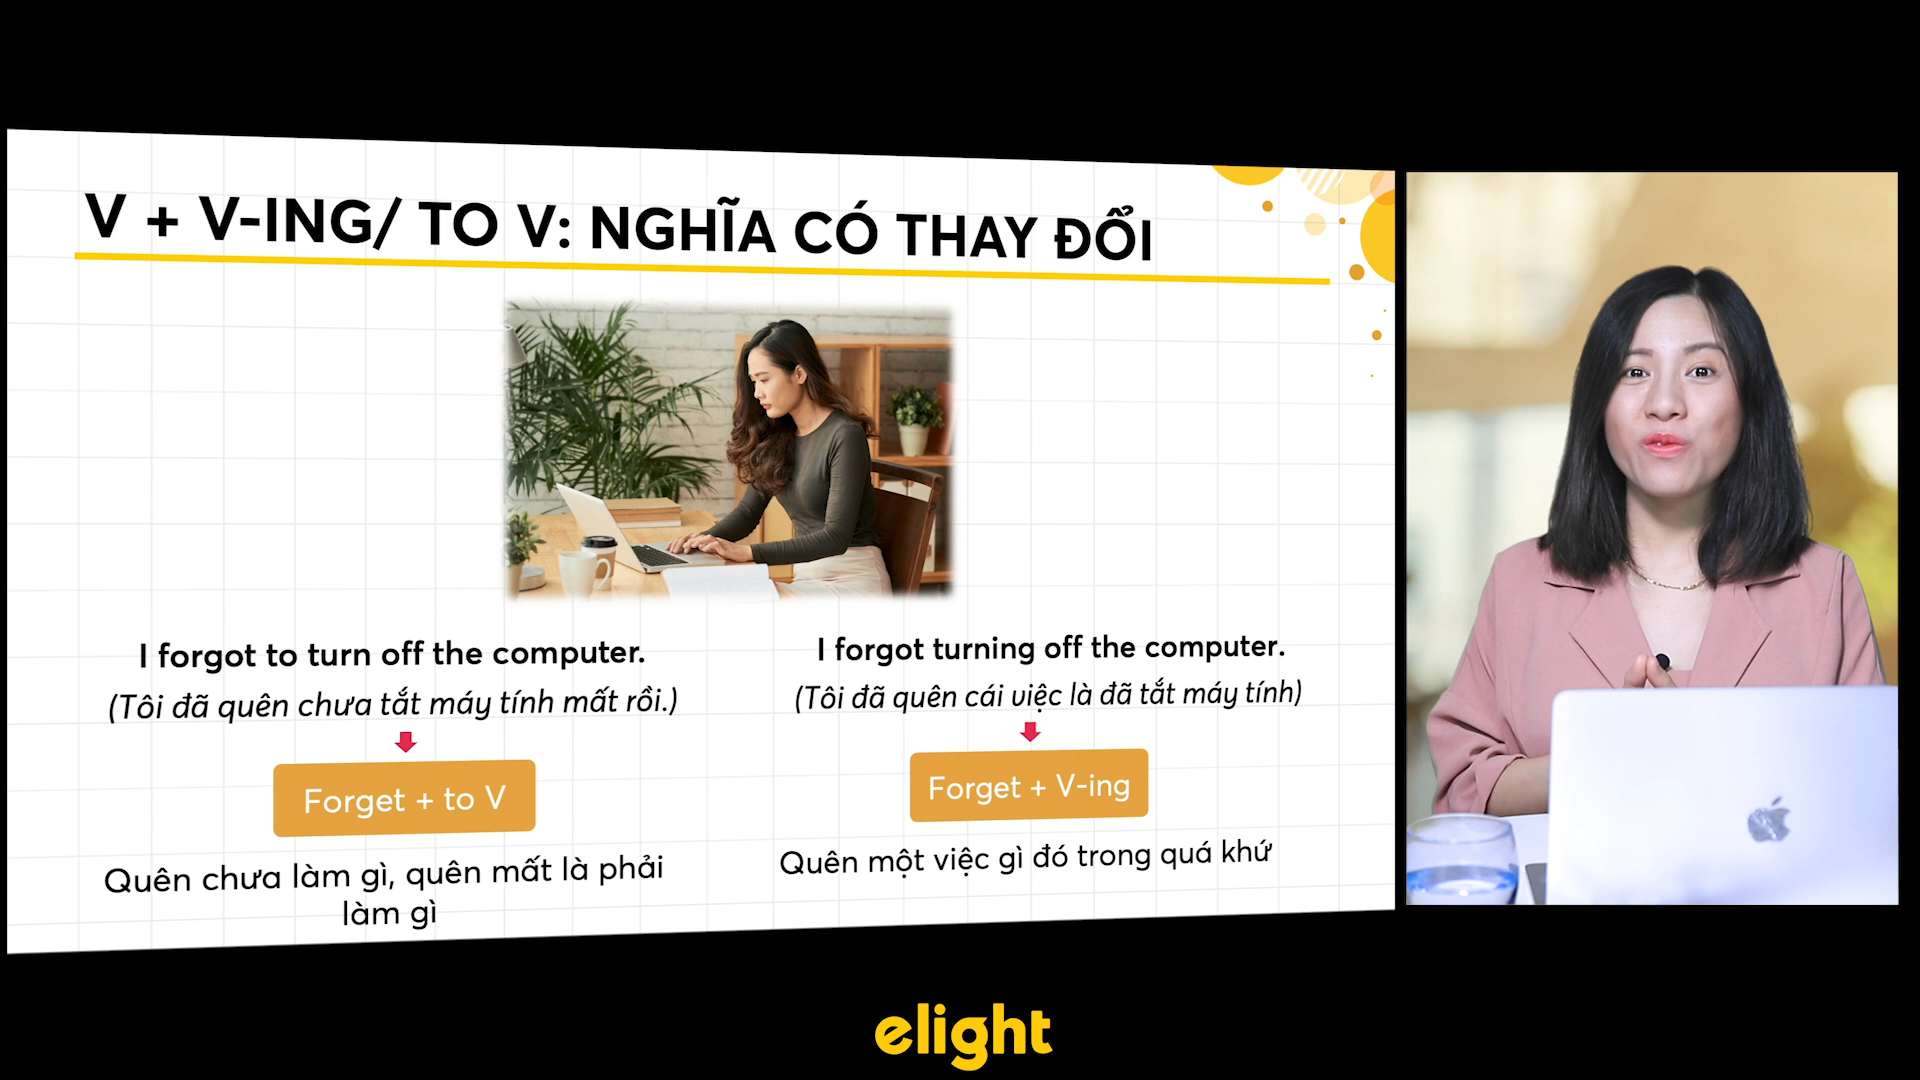 V + V-ING/ TO V: NGHĨA CÓ THAY ĐỔI
I forgot to turn off the computer.
(Tôi đã quên chưa tắt máy tính mất rồi.)
Forget + to V
Quên chưa làm gì, quên mất là phải
làm gì
I forgot turning off the computer.
(Tôi đã quên cái việc là đã tắt máy tính)
Forget + V-ing
Quên một việc gì đó trong quá khứ
elight